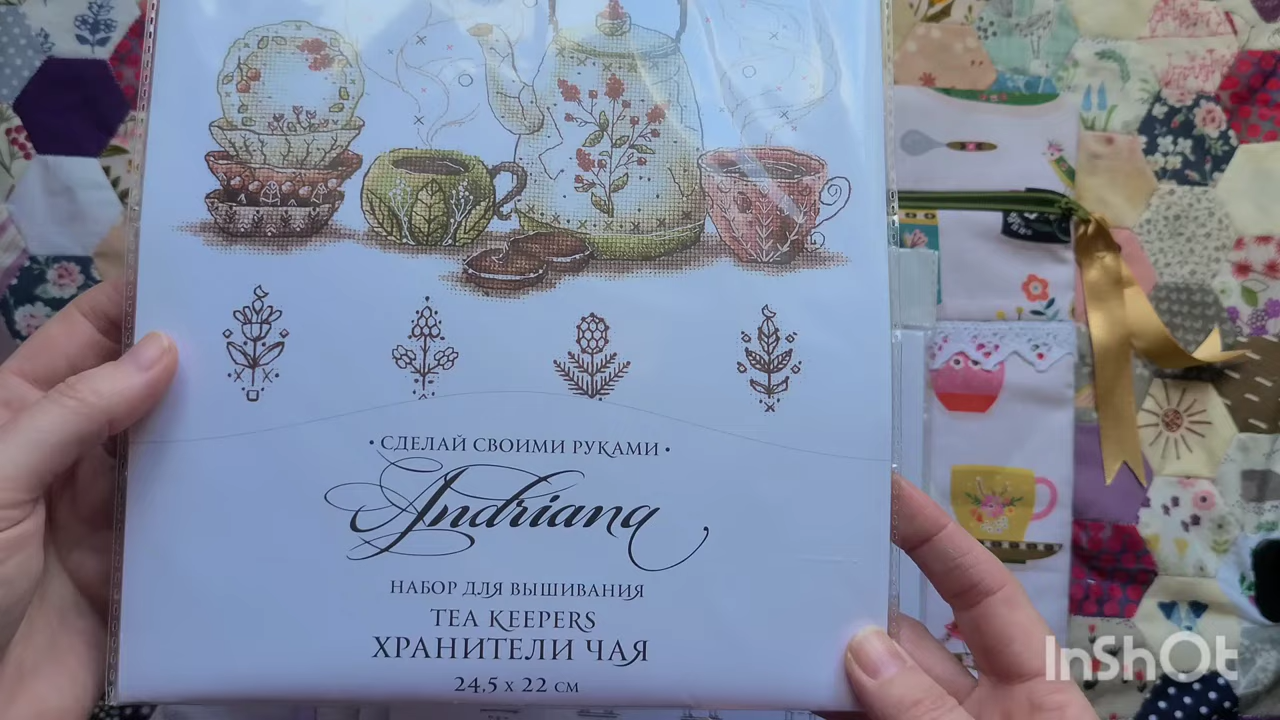 • СДЕЛАЙ СВОИМИ РУКАМИ •
Andriana
НАБОР ДЛЯ ВЫШИВАНИЯ
TEA KEEPERS
ХРАНИТЕЛИ ЧАЯ
24,5 х 22 см
InShOt